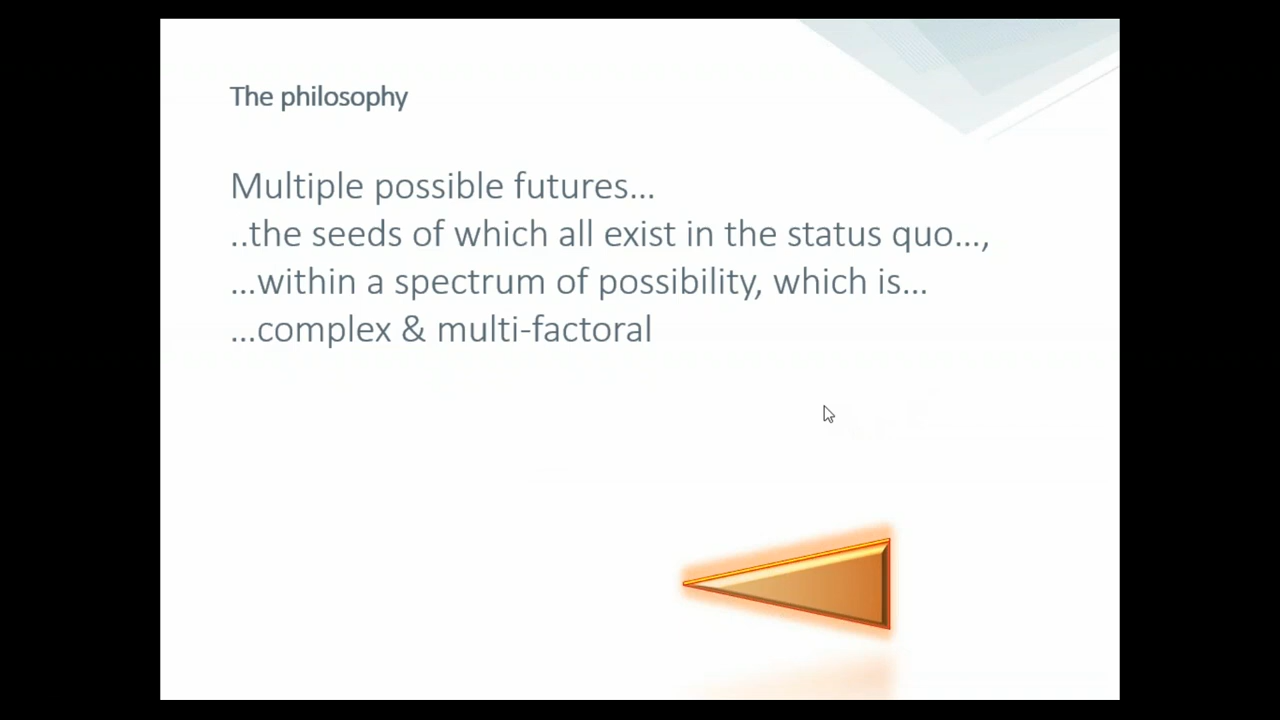 The philosophy
Multiple possible futures...
..the seeds of which all exist in the status quo...,
...within a spectrum of possibility, which is...
...complex & multi-factoral